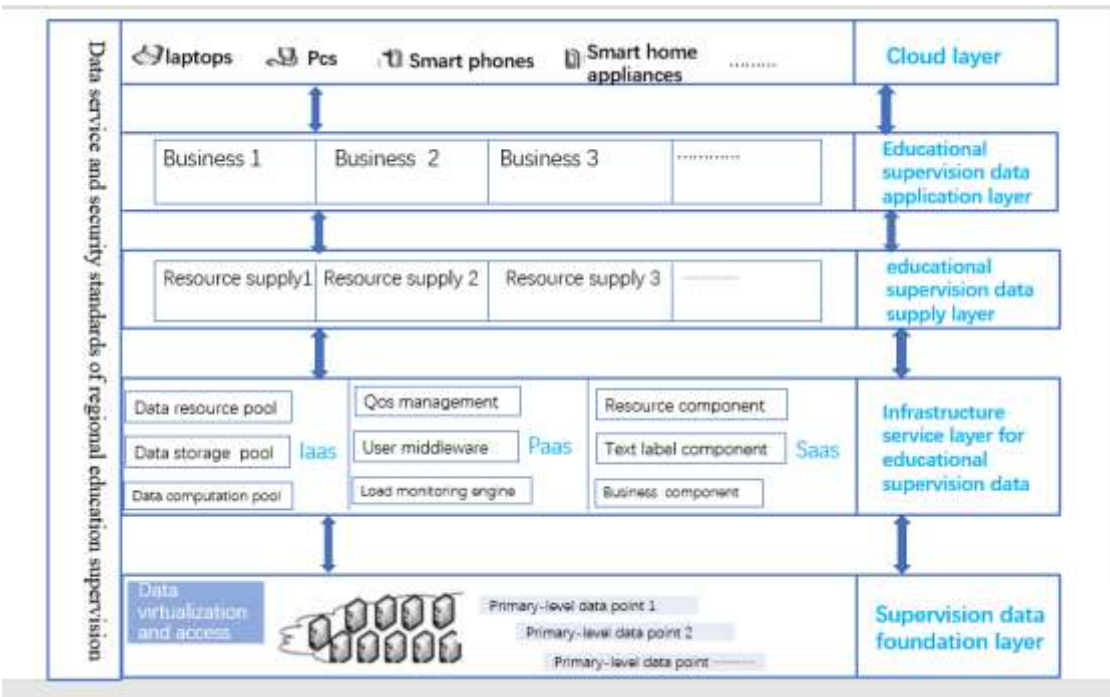 Data service and security standards of regional education supervision
laptops
Pcs
Smart phones
Smart home
appliances
..........
Cloud layer
Business 1
Business 2
Business 3
............
Educational
supervision data
application layer
Resource supply1
Resource supply 2
Resource supply 3
............
educational
supervision data
supply layer
Data resource pool
Data storage pool
Data computation pool
Iaas
Qos management
User middleware
Load monitoring engine
Paas
Resource component
Text label component
Business component
Saas
Infrastructure
service layer for
educational
supervision data
Data
virtualization
and access
Primary-level data point 1
Primary-level data point 2
Primary-level data point ..........
Supervision data
foundation layer